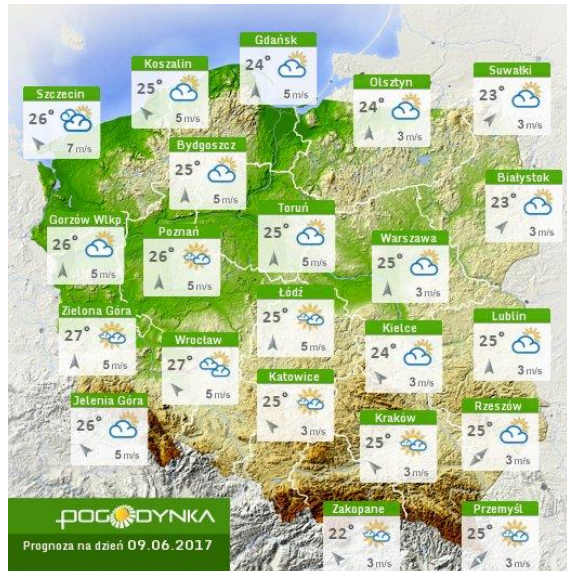 Gdańsk
24°
5 m/s
Koszalin
25°
5 m/s
Suwałki
23°
3 m/s
Olsztyn
24°
3 m/s
Szczecin
26°
7 m/s
Bydgoszcz
25°
5 m/s
Białystok
23°
3 m/s
Toruń
25°
5 m/s
Gorzów Wlkp
26°
5 m/s
Poznań
26°
5 m/s
Warszawa
25°
3 m/s
Łódź
25°
5 m/s
Zielona Góra
27°
5 m/s
Lublin
25°
3 m/s
Kielce
24°
3 m/s
Wrocław
27°
5 m/s
Katowice
25°
3 m/s
Jelenia Góra
26°
5 m/s
Rzeszów
25°
3 m/s
Kraków
25°
3 m/s
Zakopane
22°
3 m/s
Przemyśl
25°
3 m/s
POGODYNKA
Prognoza na dzień 09.06.2017